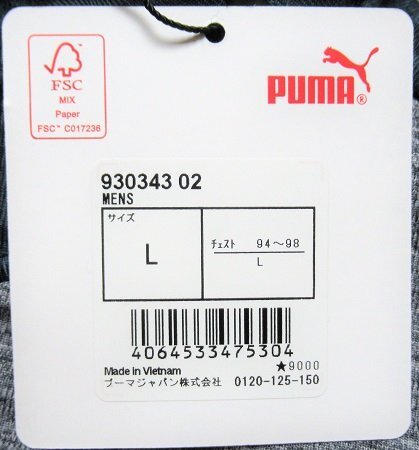 FSC
MIX
Paper
FSC™ C017236
PUMA®
930343 02
MENS
サイズ
L
ﾁｪｽﾄ 94～98
L
4064533475304
★9000
Made in Vietnam
プーマジャパン株式会社 0120-125-150